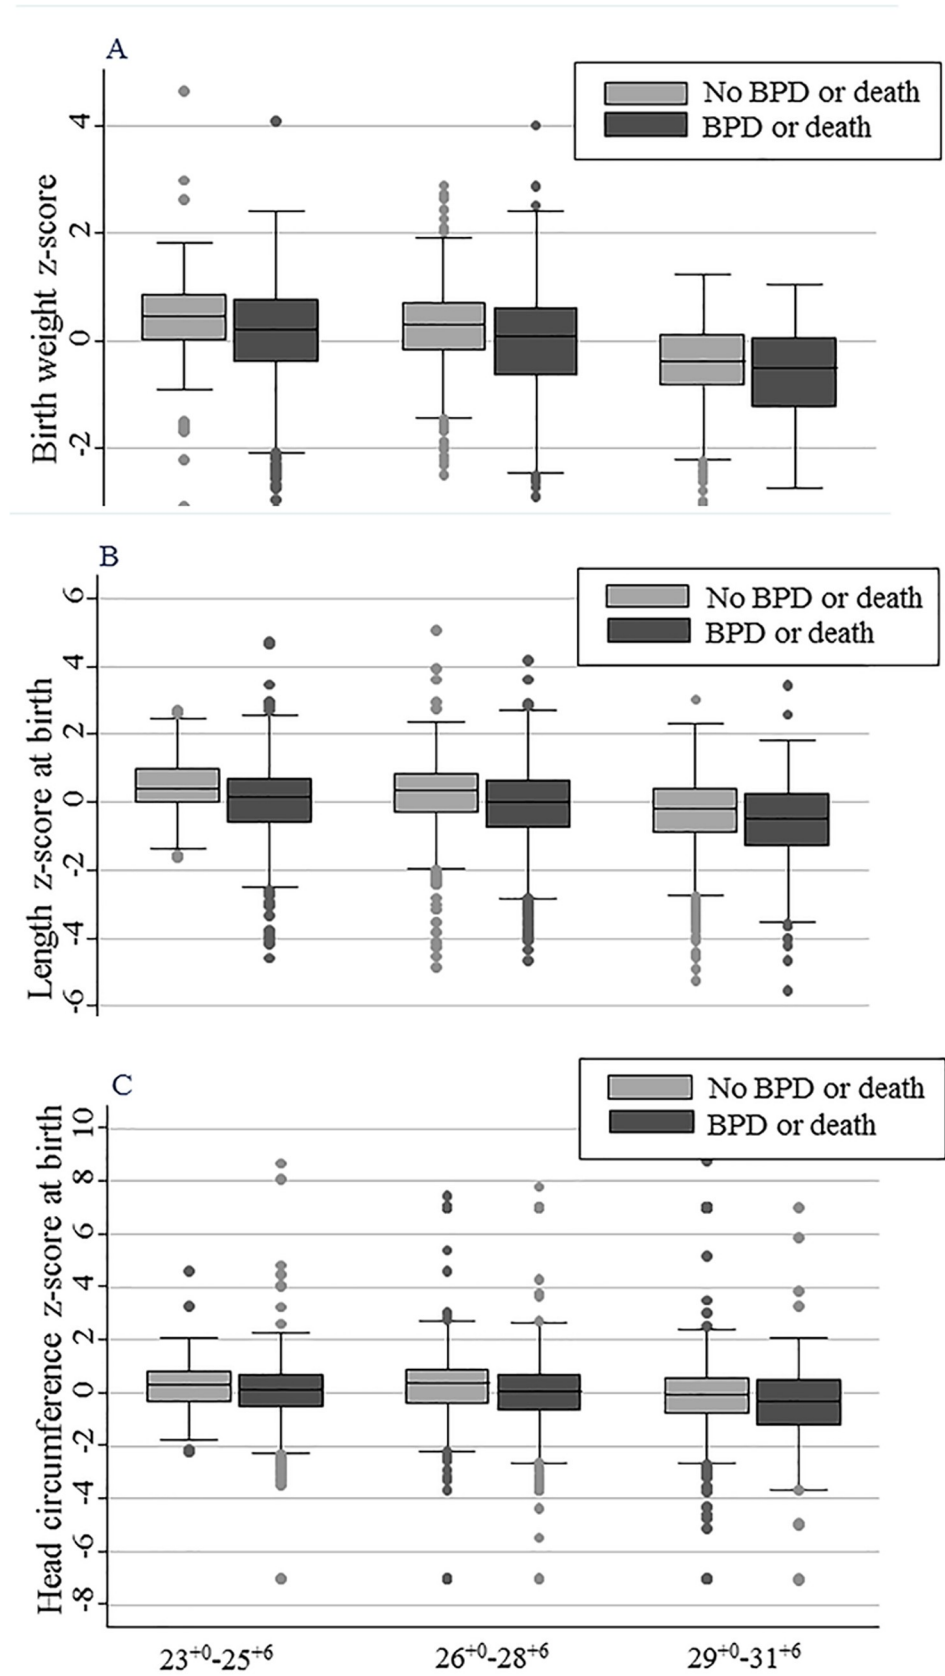 A
No BPD or death
BPD or death
Birth weight z-score
4
2
0
-2
B
No BPD or death
BPD or death
Length z-score at birth
6
4
2
0
-2
-4
-6
C
No BPD or death
BPD or death
Head circumference z-score at birth
10
8
6
4
2
0
-2
-4
-6
-8
23⁺⁰-25⁺⁶
26⁺⁰-28⁺⁶
29⁺⁰-31⁺⁶